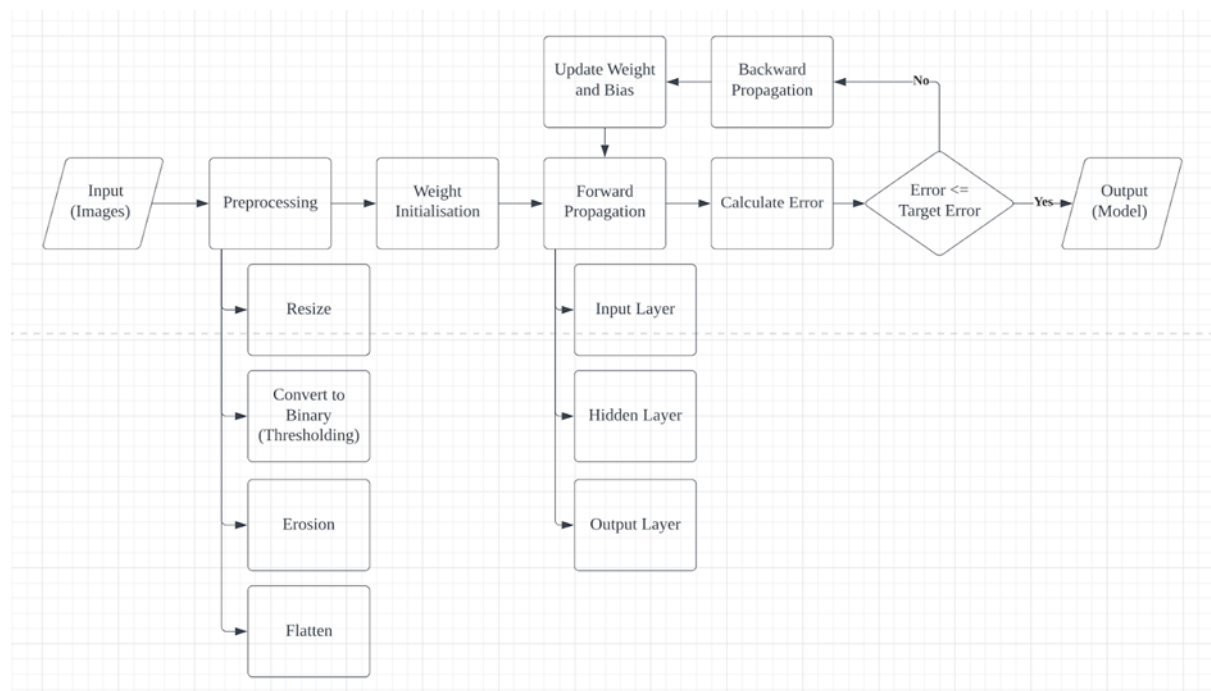 Update Weight
and Bias
Backward
Propagation
No
Input
(Images)
Preprocessing
Weight
Initialisation
Forward
Propagation
Calculate Error
Error <=
Target Error
Yes
Output
(Model)
Resize
Convert to
Binary
(Thresholding)
Erosion
Flatten
Input Layer
Hidden Layer
Output Layer